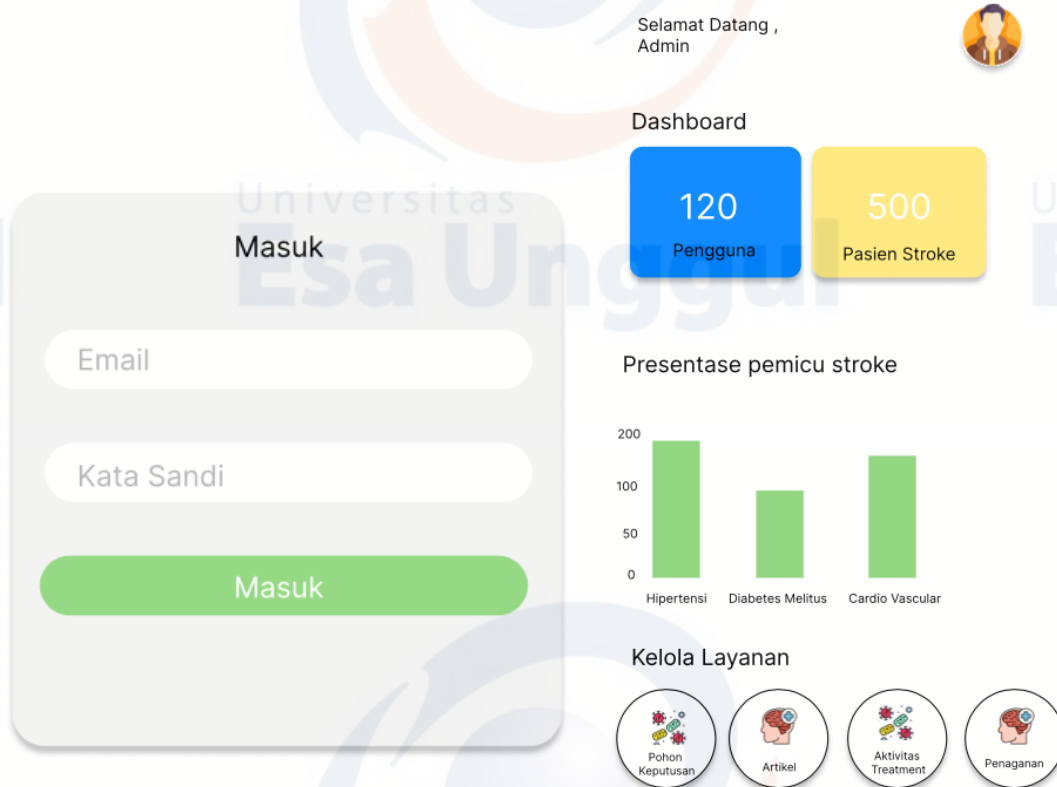 Selamat Datang ,
Admin
Universitas
Esa Unggul
Masuk
Email
Kata Sandi
Masuk
Dashboard
120
Pengguna
500
Pasien Stroke
Presentase pemicu stroke
200
100
50
0
Hipertensi
Diabetes Melitus
Cardio Vascular
Kelola Layanan
Pohon
Keputusan
Artikel
Aktivitas
Treatment
Penaganan